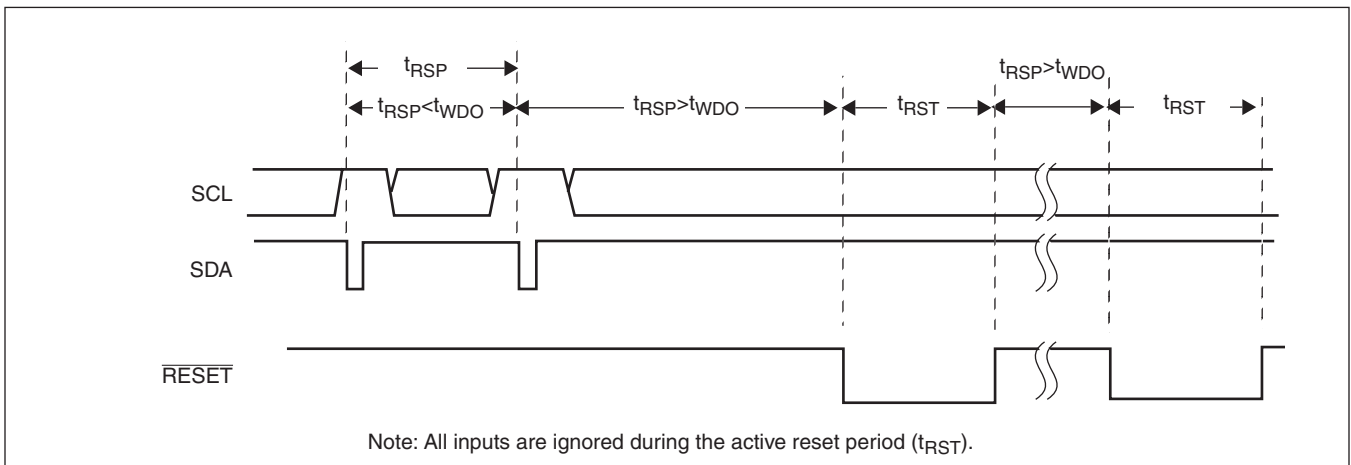 tRSP
tRSP<tWDO
tRSP>tWDO
tRST
tRSP>tWDO
tRST
SCL
SDA
RESET
Note: All inputs are ignored during the active reset period (tRST).